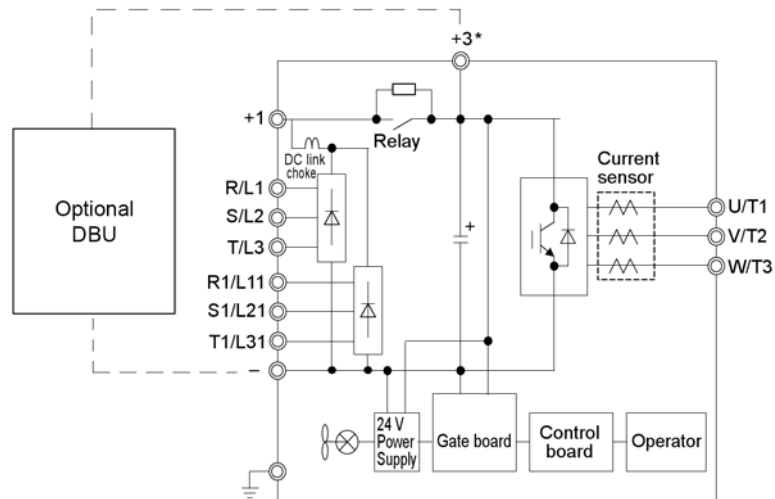 +3*
+1
Relay
DC link
choke
Current
sensor
Optional
DBU
R/L1
S/L2
T/L3
R1/L11
S1/L21
T1/L31
–
+
U/T1
V/T2
W/T3
24 V
Power
Supply
Gate board
Control
board
Operator